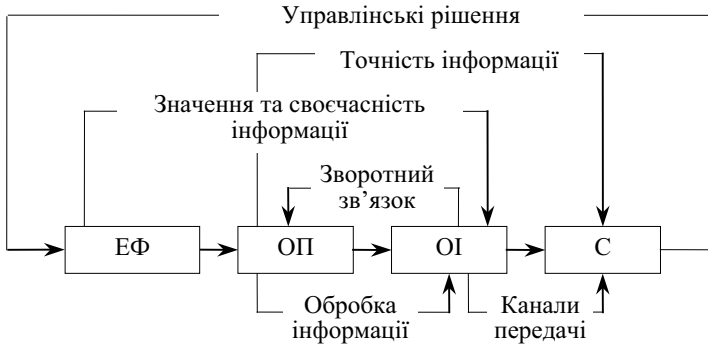 Управлінські рішення
Точність інформації
Значення та своєчасність
інформації
Зворотний
зв’язок
ЕФ
ОП
ОІ
С
Обробка
інформації
Канали
передачі